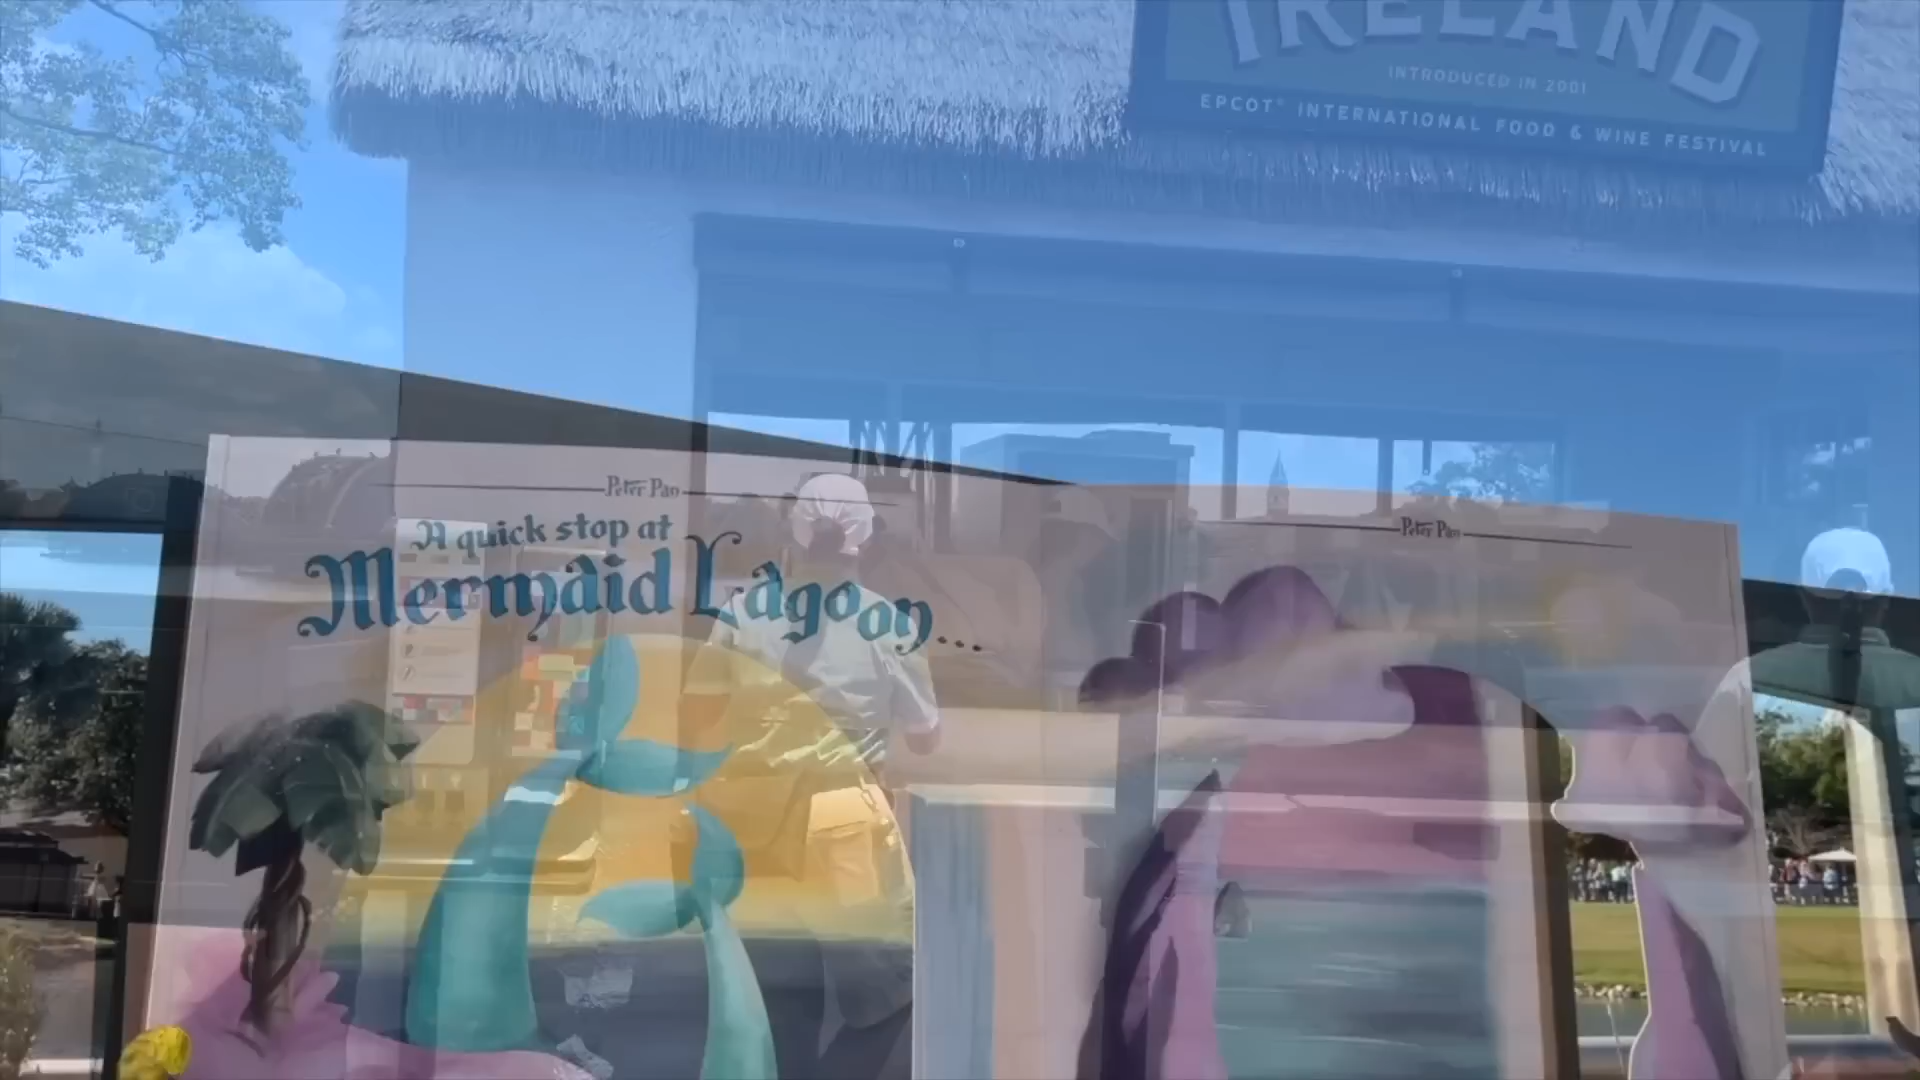 IRELAND
INTRODUCED IN 2001
EPCOT® INTERNATIONAL FOOD & WINE FESTIVAL
Peter Pan
A quick stop at
Mermaid Lagoon...
Peter Pan